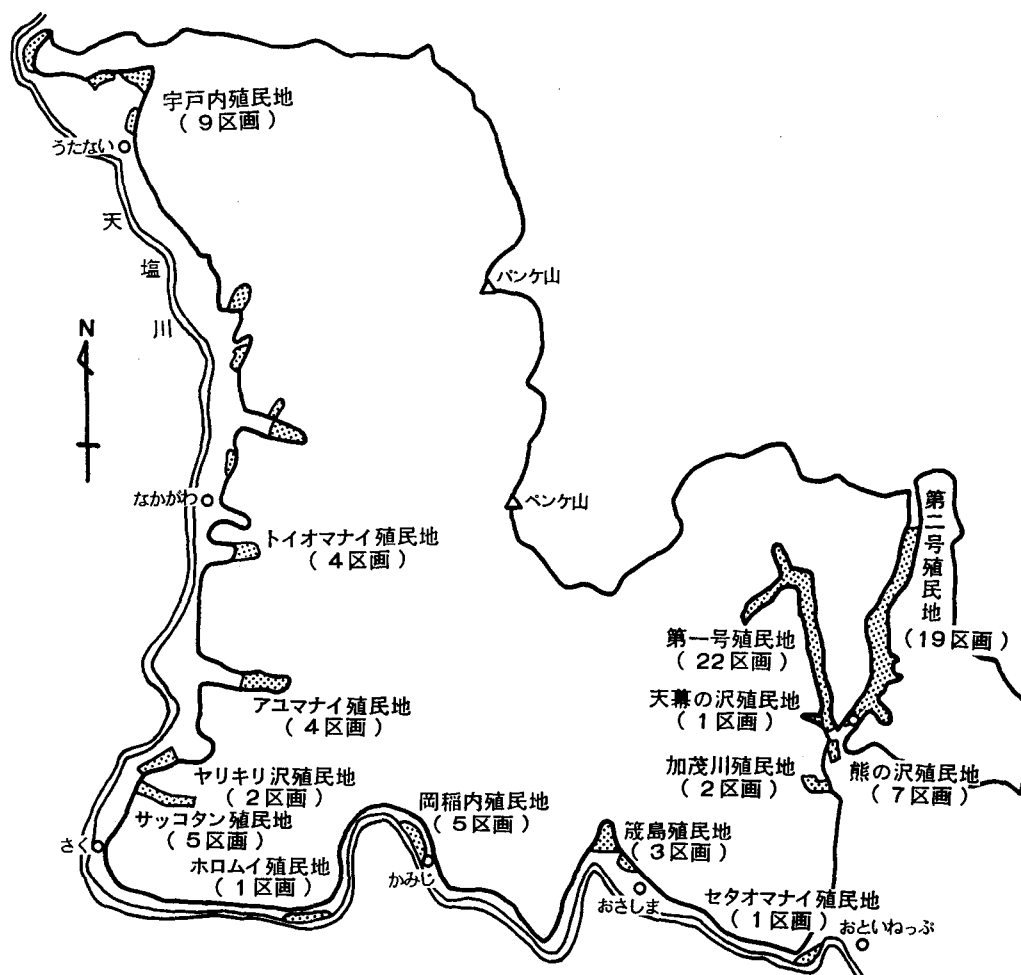 宇戸内殖民地
(9区画)
うたない
天塩川
パンケ山
N
ペンケ山
なかがわ
トイオマナイ殖民地
(4区画)
第二号殖民地
(19区画)
第一号殖民地
(22区画)
アユマナイ殖民地
(4区画)
天幕の沢殖民地
(1区画)
ヤリキリ沢殖民地
(2区画)
加茂川殖民地
(2区画)
熊の沢殖民地
(7区画)
サッコタン殖民地
(5区画)
岡稲内殖民地
(5区画)
筬島殖民地
(3区画)
さく
ホロムイ殖民地
(1区画)
かみじ
おさしま
セタオマナイ殖民地
(1区画)
おといねっぷ